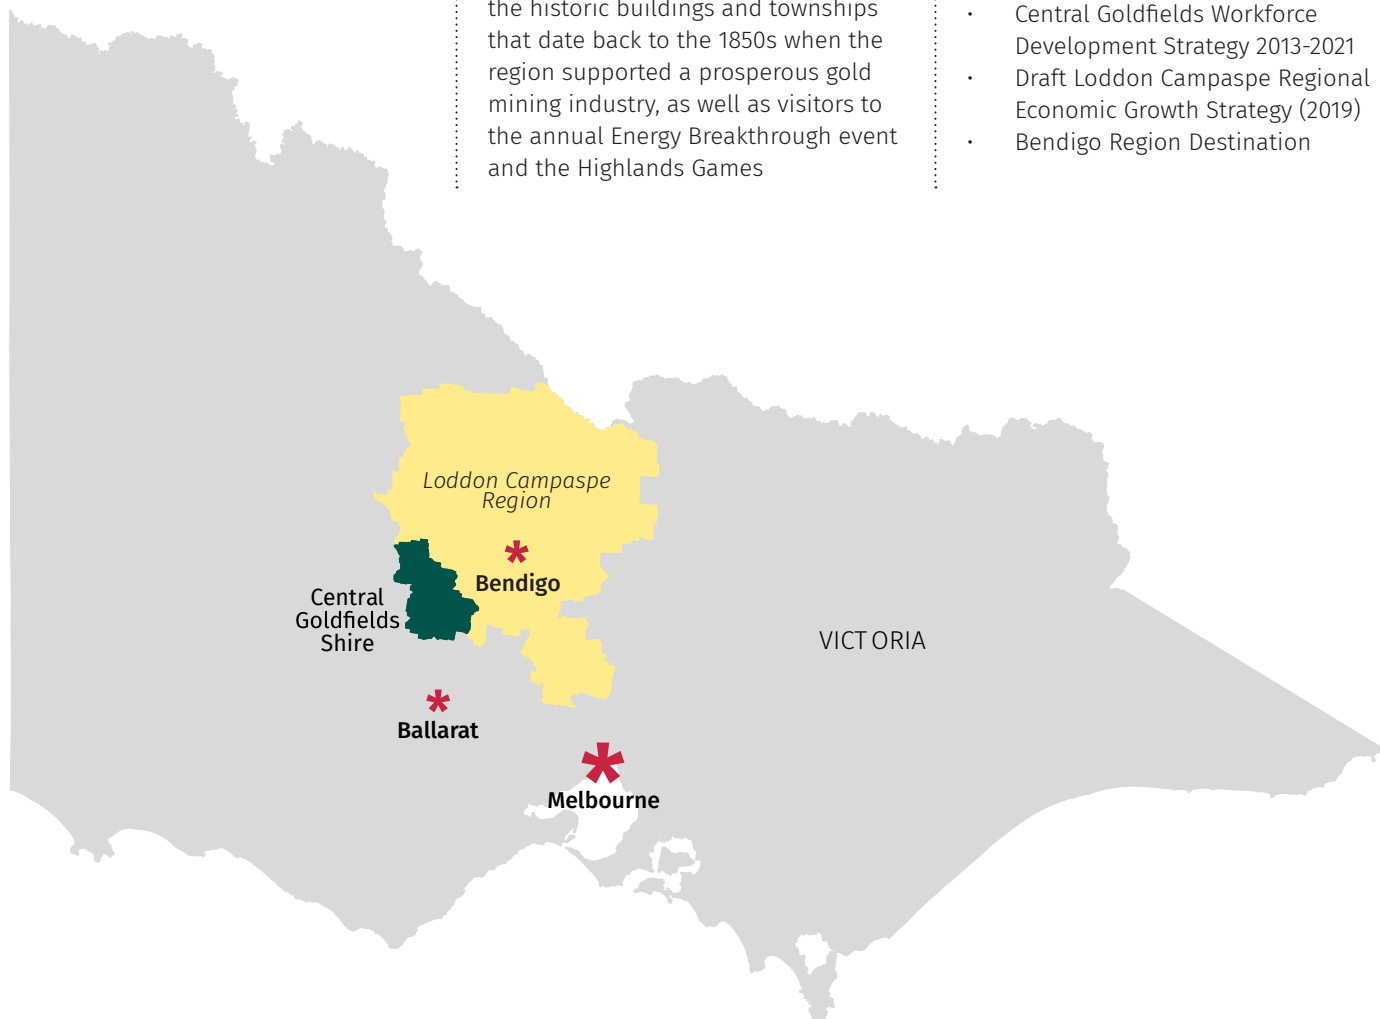 the historic buildings and townships
that date back to the 1850s when the
region supported a prosperous gold
mining industry, as well as visitors to
the annual Energy Breakthrough event
and the Highlands Games
• Central Goldfields Workforce
Development Strategy 2013-2021
• Draft Loddon Campaspe Regional
Economic Growth Strategy (2019)
• Bendigo Region Destination
Loddon Campaspe
Region
Bendigo
Central
Goldfields
Shire
VICTORIA
Ballarat
Melbourne